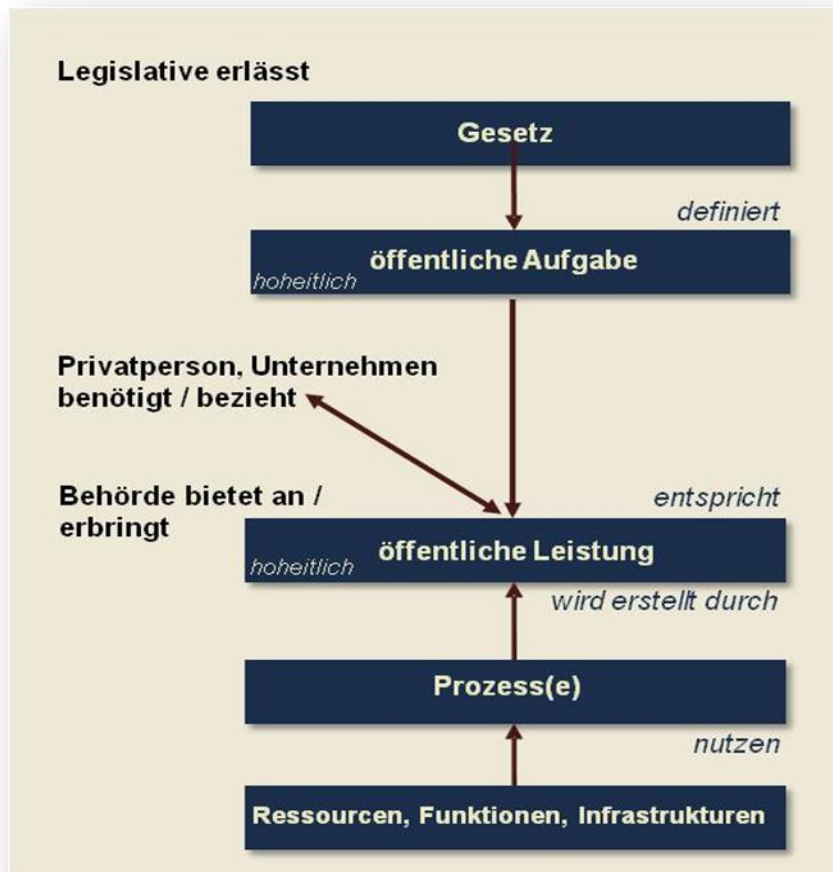 Legislative erlässt
Gesetz
definiert
öffentliche Aufgabe
hoheitlich
Privatperson, Unternehmen
benötigt / bezieht
Behörde bietet an /
erbringt
entspricht
öffentliche Leistung
hoheitlich
wird erstellt durch
Prozess(e)
nutzen
Ressourcen, Funktionen, Infrastrukturen